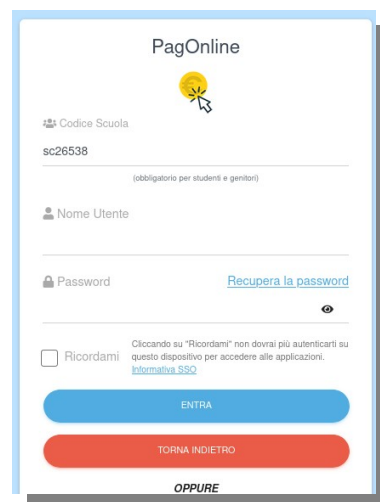 PagOnline
Codice Scuola
sc26538
(obbligatorio per studenti e genitori)
Nome Utente
Password
Recupera la password
Ricordami
Cliccando su "Ricordami" non dovrai più autenticarti su
questo dispositivo per accedere alle applicazioni.
Informativa SSO
ENTRA
TORNA INDIETRO
OPPURE